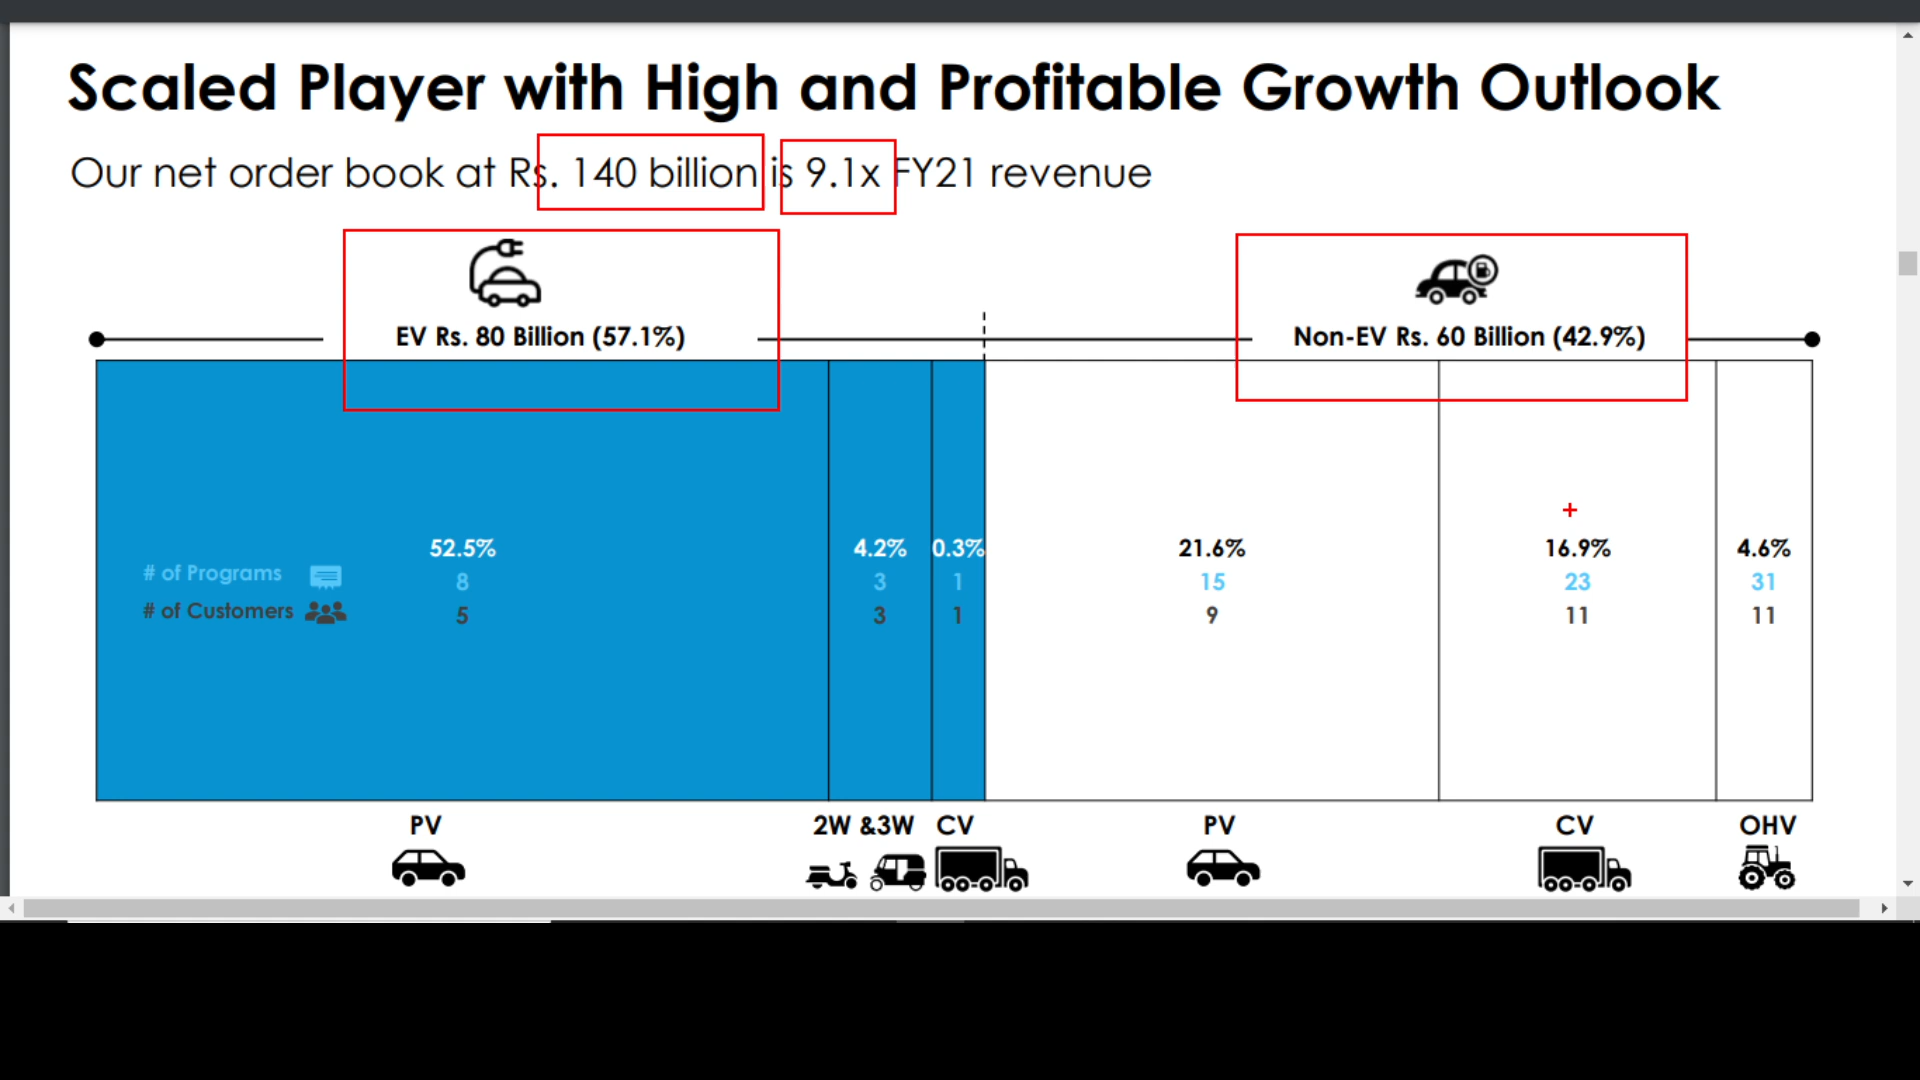 Scaled Player with High and Profitable Growth Outlook
Our net order book at Rs. 140 billion is 9.1x FY21 revenue
EV Rs. 80 Billion (57.1%)
Non-EV Rs. 60 Billion (42.9%)
52.5% 4.2% 0.3% 21.6% 16.9% 4.6%
# of Programs 8 3 1 15 23 31
# of Customers 5 3 1 9 11 11
PV 2W &3W CV PV CV OHV